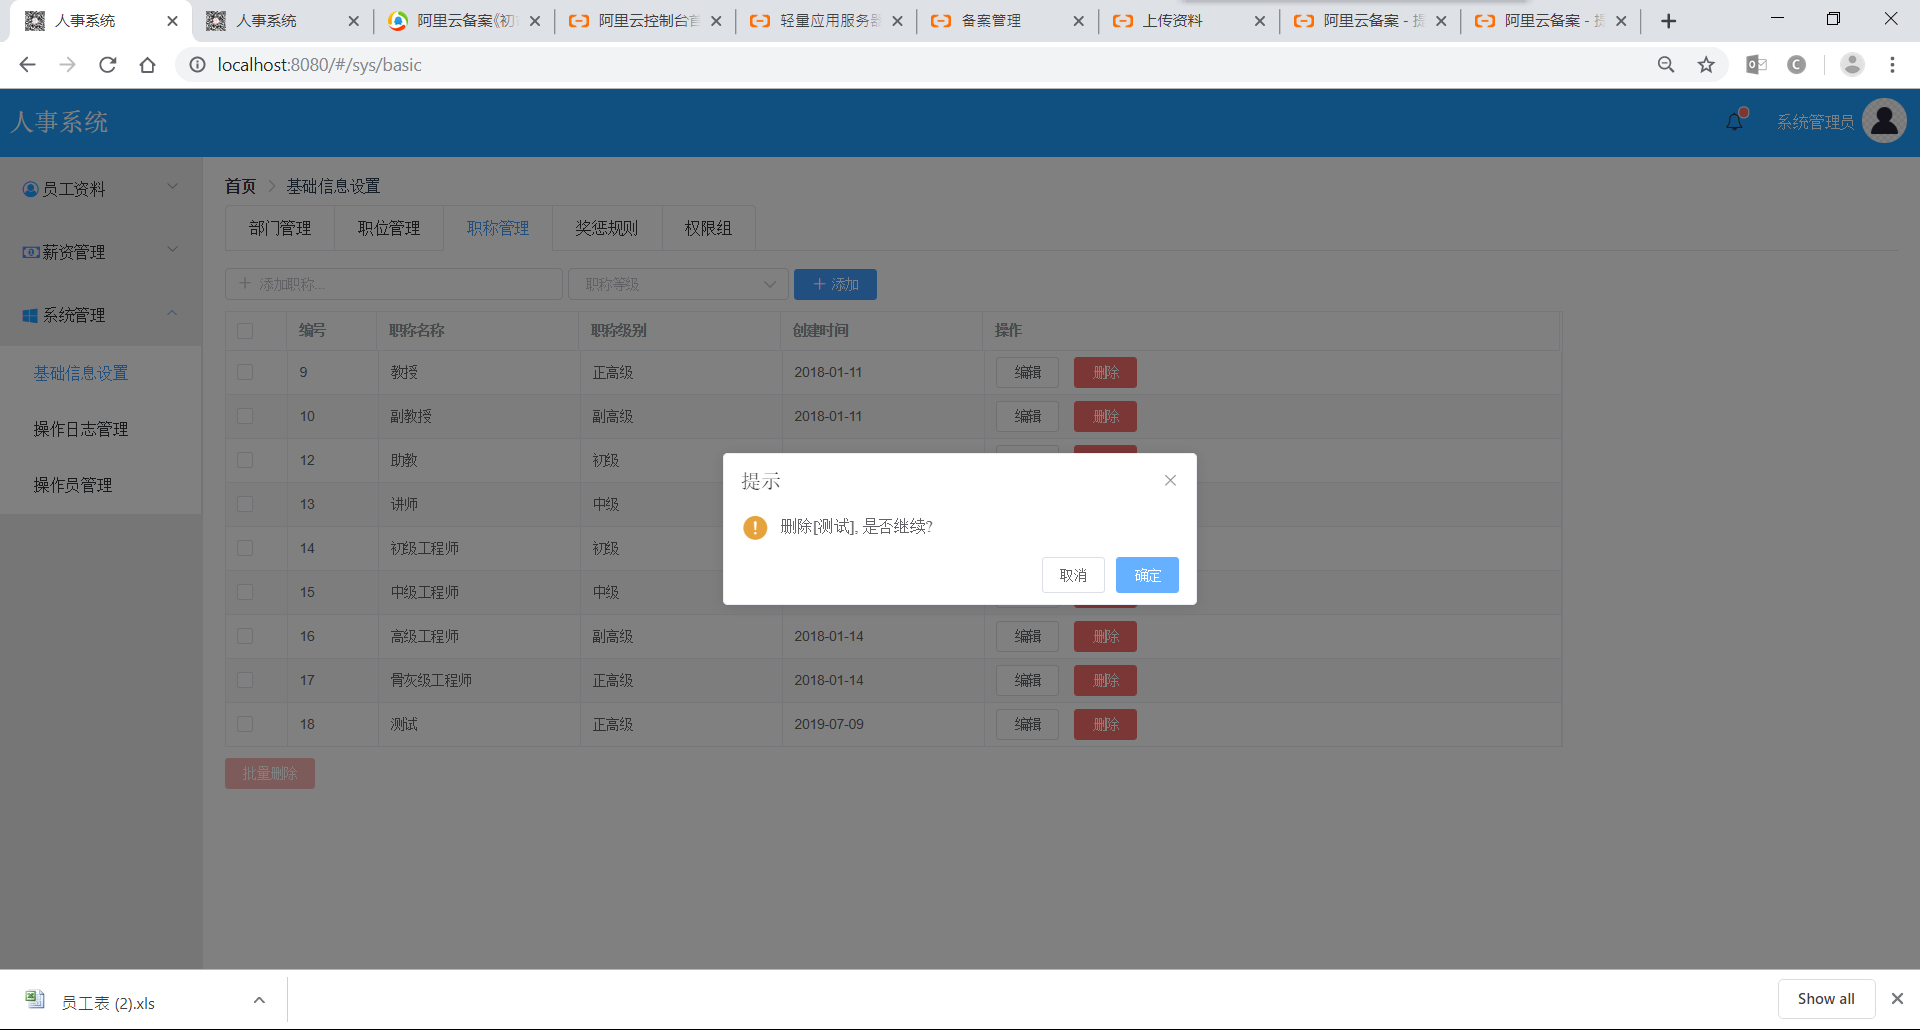 人事系统
人事系统
阿里云备案《初
阿里云控制台首
轻量应用服务器
备案管理
上传资料
阿里云备案 - 提
阿里云备案 - 提
localhost:8080/#/sys/basic
人事系统
系统管理员
员工资料
薪资管理
系统管理
基础信息设置
操作日志管理
操作员管理
首页 > 基础信息设置
部门管理 职位管理 职称管理 奖惩规则 权限组
添加职称... 职称等级 添加
编号 职称名称 职称级别 创建时间 操作
9 教授 正高级 2018-01-11 编辑 删除
10 副教授 副高级 2018-01-11 编辑 删除
12 助教 初级
13 讲师 中级
14 初级工程师 初级
15 中级工程师 中级
16 高级工程师 副高级 2018-01-14 编辑 删除
17 骨灰级工程师 正高级 2018-01-14 编辑 删除
18 测试 正高级 2019-07-09 编辑 删除
批量删除
提示
删除[测试], 是否继续?
取消 确定
员工表 (2).xls
Show all